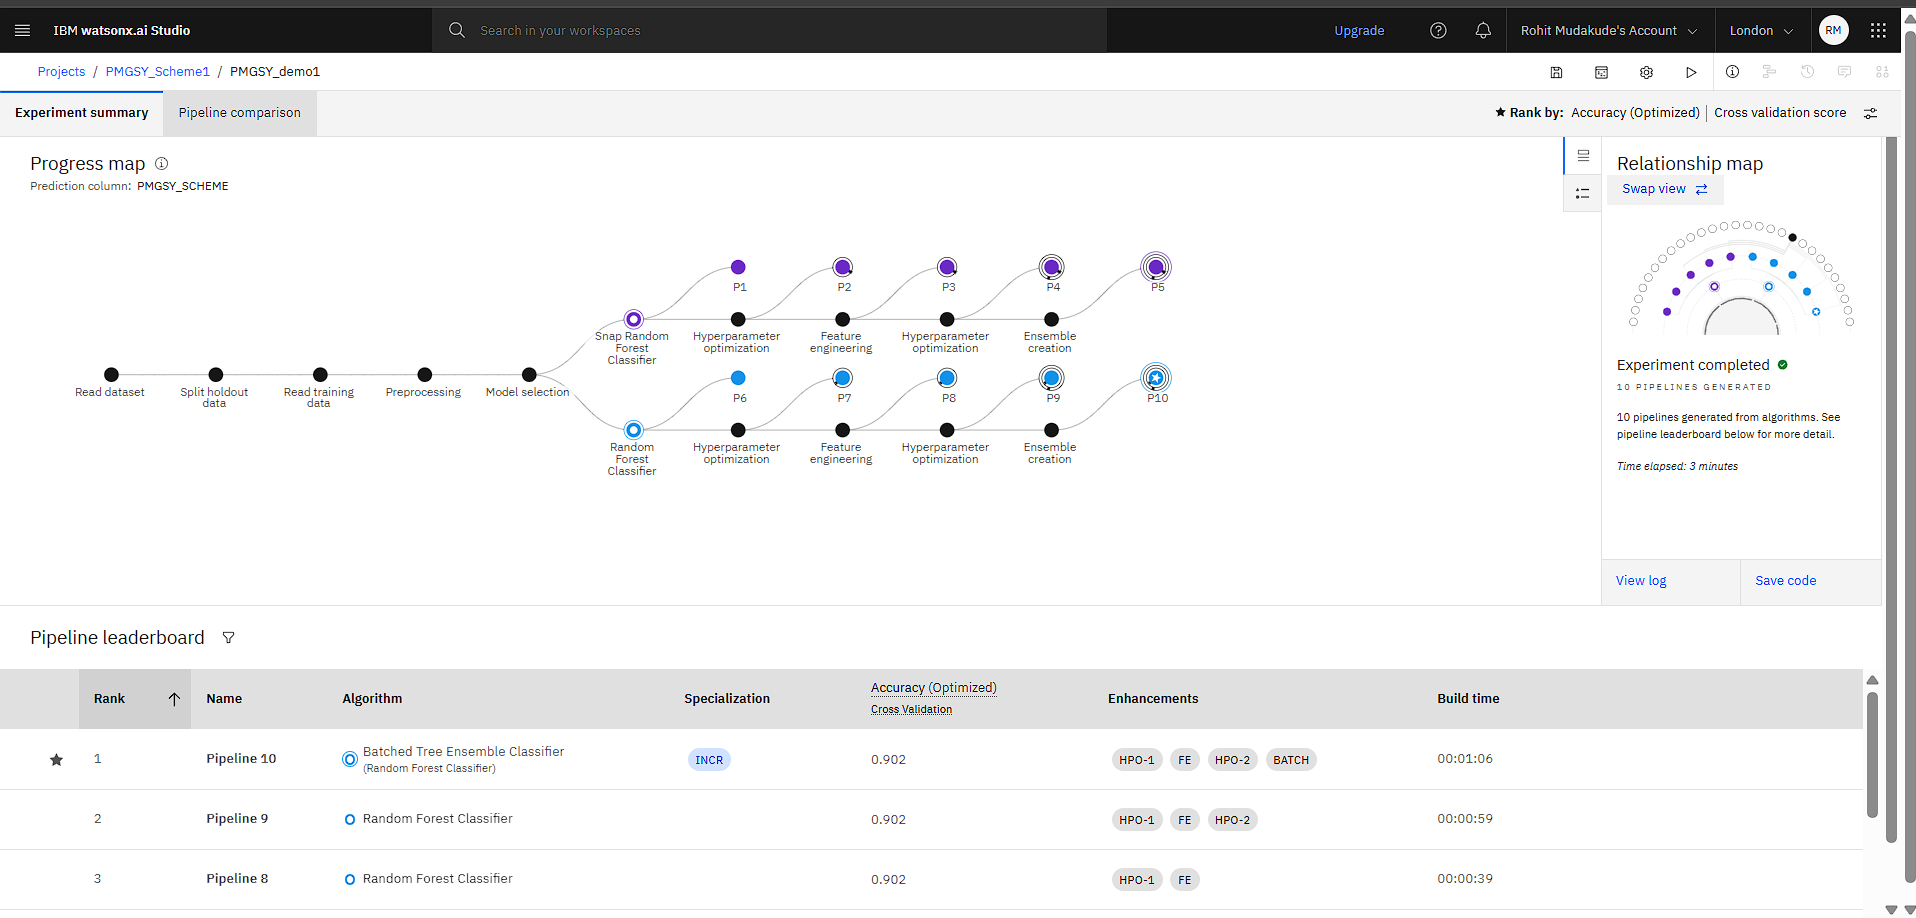 IBM watsonx.ai Studio
Search in your workspaces
Upgrade
Rohit Mudakude's Account
London
RM
Projects / PMGSY_Scheme1 / PMGSY_demo1
Experiment summary
Pipeline comparison
Rank by: Accuracy (Optimized) | Cross validation score
Progress map
Prediction column: PMGSY_SCHEME
P1
P2
P3
P4
P5
Snap Random
Forest
Classifier
Hyperparameter
optimization
Feature
engineering
Hyperparameter
optimization
Ensemble
creation
Read dataset
Split holdout
data
Read training
data
Preprocessing
Model selection
P6
P7
P8
P9
P10
Random
Forest
Classifier
Hyperparameter
optimization
Feature
engineering
Hyperparameter
optimization
Ensemble
creation
Relationship map
Swap view
Experiment completed
10 PIPELINES GENERATED
10 pipelines generated from algorithms. See
pipeline leaderboard below for more detail.
Time elapsed: 3 minutes
View log
Save code
Pipeline leaderboard
Rank
Name
Algorithm
Specialization
Accuracy (Optimized)
Cross Validation
Enhancements
Build time
1
Pipeline 10
Batched Tree Ensemble Classifier
(Random Forest Classifier)
INCR
0.902
HPO-1 FE HPO-2 BATCH
00:01:06
2
Pipeline 9
Random Forest Classifier
0.902
HPO-1 FE HPO-2
00:00:59
3
Pipeline 8
Random Forest Classifier
0.902
HPO-1 FE
00:00:39